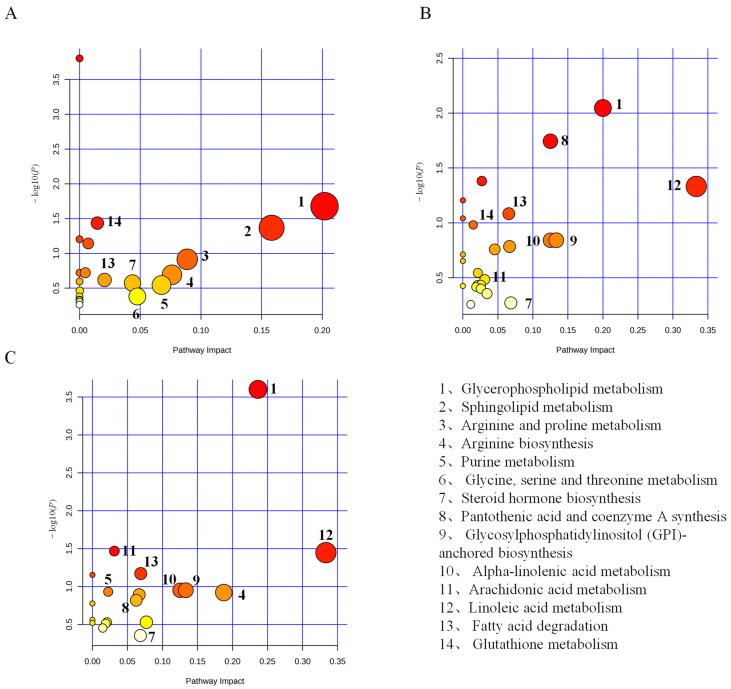 A
3.5
3.0
2.5
2.0
1.5
1.0
0.5
− log10(P)
1
2
14
3
13
7
4
6
5
0.00 0.05 0.10 0.15 0.20
Pathway Impact
B
2.5
2.0
1.5
1.0
0.5
− log10(P)
1
8
12
13
14
10
9
11
7
0.00 0.05 0.10 0.15 0.20 0.25 0.30 0.35
Pathway Impact
C
3.5
3.0
2.5
2.0
1.5
1.0
0.5
− log10(P)
1
11
12
13
5
10
9
4
8
7
0.00 0.05 0.10 0.15 0.20 0.25 0.30 0.35
Pathway Impact
1、 Glycerophospholipid metabolism
2、 Sphingolipid metabolism
3、 Arginine and proline metabolism
4、 Arginine biosynthesis
5、 Purine metabolism
6、 Glycine, serine and threonine metabolism
7、 Steroid hormone biosynthesis
8、 Pantothenic acid and coenzyme A synthesis
9、 Glycosylphosphatidylinositol (GPI)-
anchored biosynthesis
10、 Alpha-linolenic acid metabolism
11、 Arachidonic acid metabolism
12、 Linoleic acid metabolism
13、 Fatty acid degradation
14、 Glutathione metabolism